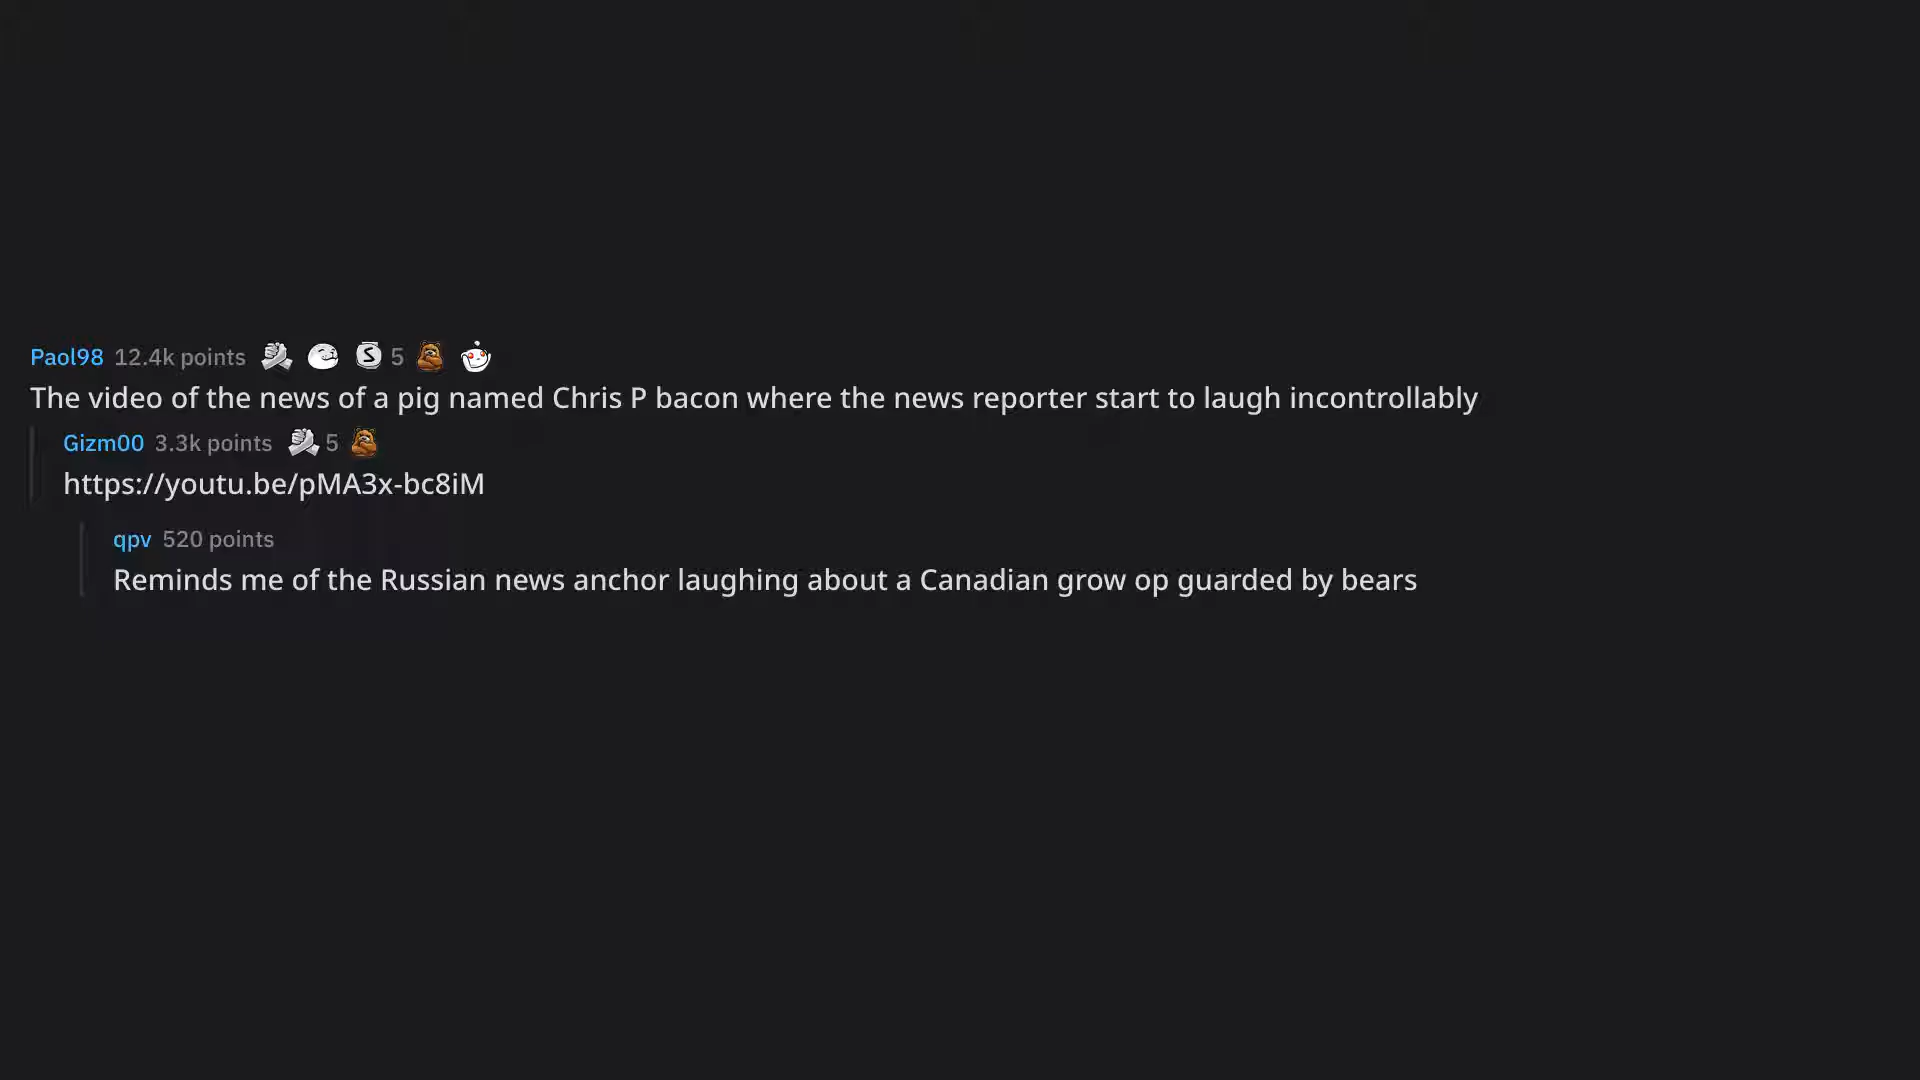 Paol98 12.4k points 5
The video of the news of a pig named Chris P bacon where the news reporter start to laugh incontrollably
Gizm00 3.3k points 5
https://youtu.be/pMA3x-bc8iM
qpv 520 points
Reminds me of the Russian news anchor laughing about a Canadian grow op guarded by bears